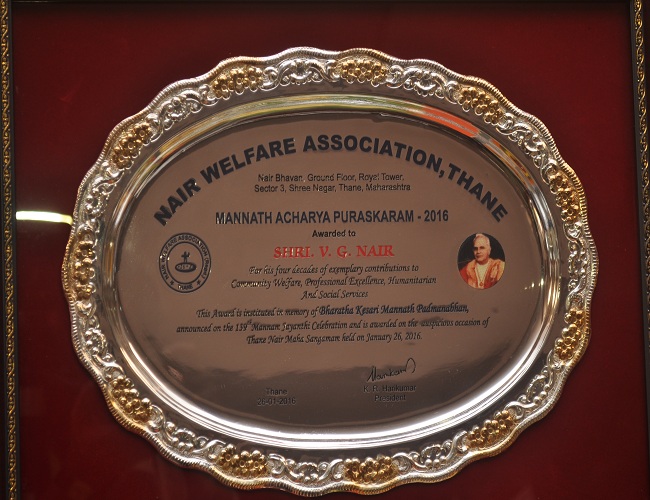 NAIR WELFARE ASSOCIATION, THANE
Nair Bhavan, Ground Floor, Royal Tower,
Sector 3, Shree Nagar, Thane, Maharashtra
MANNATH ACHARYA PURASKARAM - 2016
Awarded to
SHRI. V. G. NAIR
For his four decades of exemplary contributions to
Community Welfare, Professional Excellence, Humanitarian
And Social Services
This Award is instituted in memory of Bharatha Kesari Mannath Padmanabhan,
announced on the 139th Mannam Jayanthi Celebration and is awarded on the auspicious occasion of
Thane Nair Maha Sangamam held on January 26, 2016.
Thane
26-01-2016
K. R. Harikumar
President